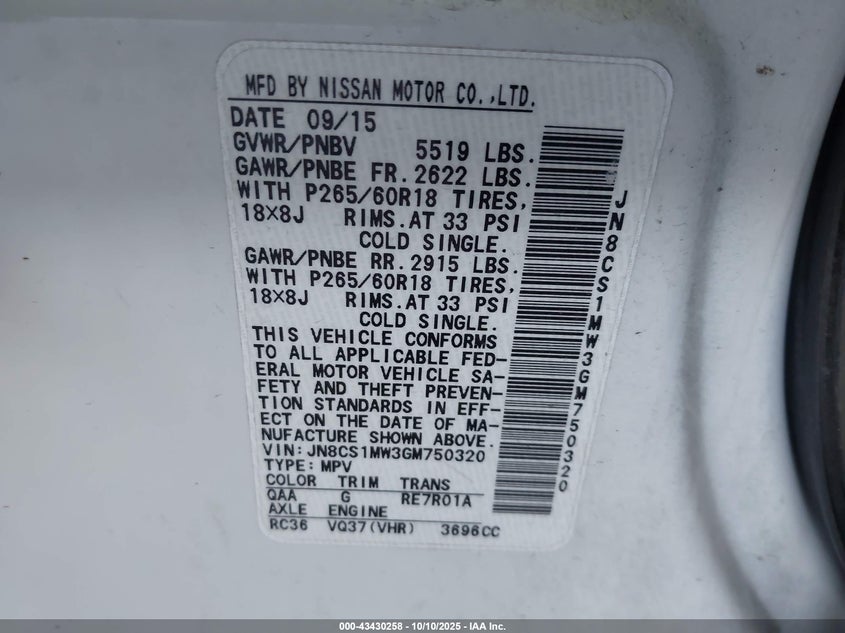 MFD BY NISSAN MOTOR CO.,LTD.
DATE 09/15
GVWR/PNBV 5519 LBS.
GAWR/PNBE FR. 2622 LBS.
WITH P265/60R18 TIRES,
18×8J RIMS.AT 33 PSI
COLD SINGLE.
GAWR/PNBE RR. 2915 LBS.
WITH P265/60R18 TIRES,
18×8J RIMS.AT 33 PSI
COLD SINGLE.
THIS VEHICLE CONFORMS
TO ALL APPLICABLE FED-
ERAL MOTOR VEHICLE SA-
FETY AND THEFT PREVEN-
TION STANDARDS IN EFF-
ECT ON THE DATE OF MA-
NUFACTURE SHOWN ABOVE.
VIN:JN8CS1MW3GM750320
TYPE:MPV
COLOR TRIM TRANS
QAA G RE7R01A
AXLE ENGINE
RC36 VQ37(VHR) 3696CC
JN8CS1MW3GM750320
000-43430258 - 10/10/2025 - IAA Inc.